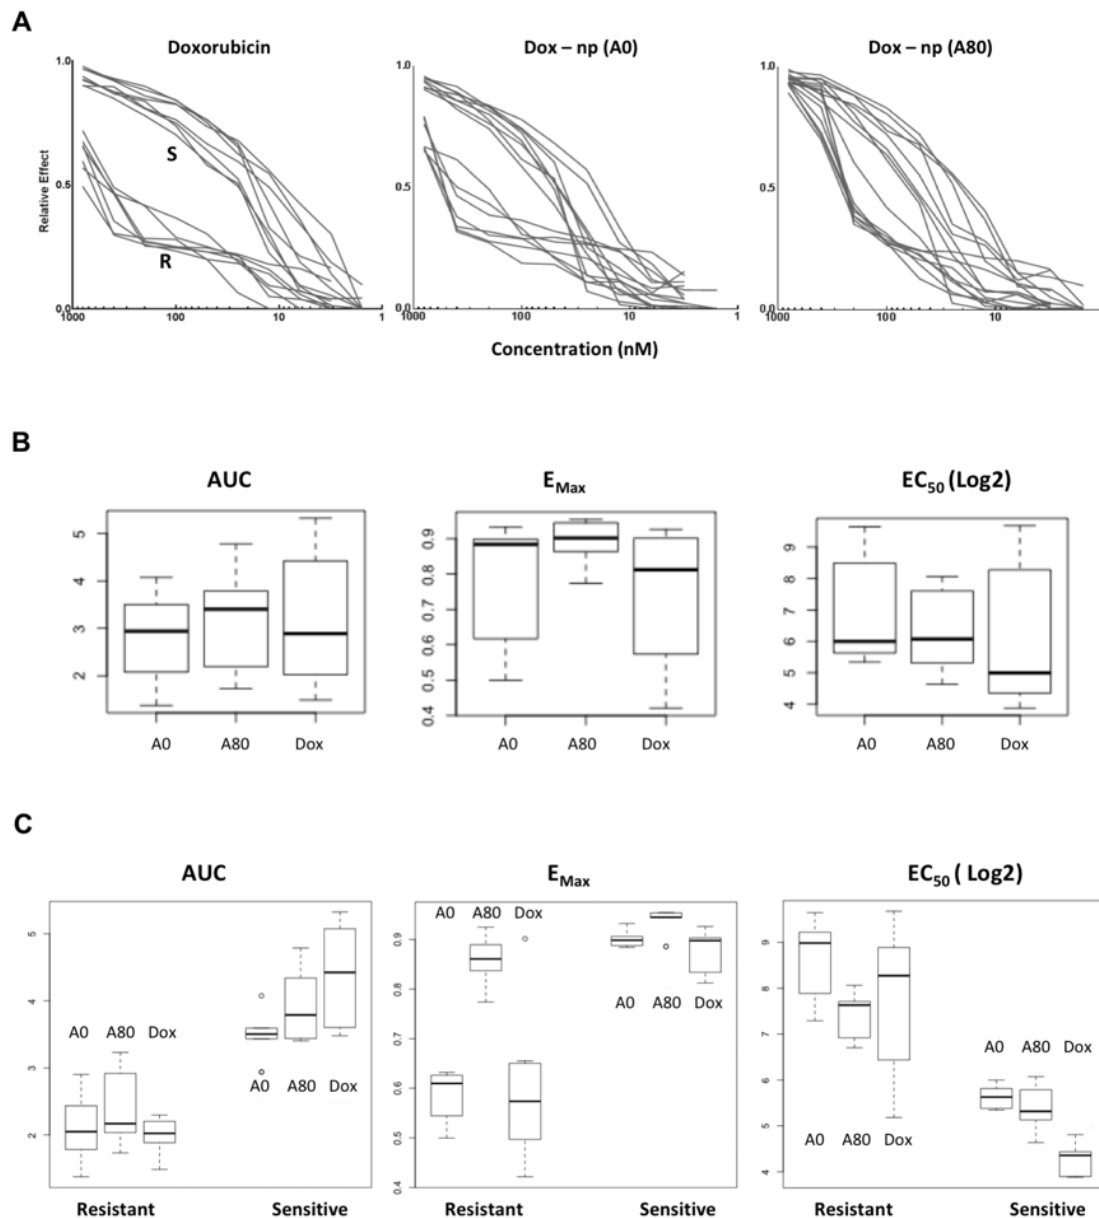 A
Doxorubicin
Dox – np (A0)
Dox – np (A80)
Relative Effect
1.0
0.5
0.0
1000
100
10
1
S
R
1.0
0.5
0.0
1000
100
10
1
1.0
0.5
0.0
1000
100
10
Concentration (nM)
B
AUC
E_Max
EC_50 (Log2)
5
4
3
2
A0
A80
Dox
0.9
0.8
0.7
0.6
0.5
0.4
A0
A80
Dox
9
8
7
6
5
4
A0
A80
Dox
C
AUC
E_Max
EC_50 ( Log2)
5
4
3
2
A0 A80 Dox
A0 A80 Dox
Resistant
Sensitive
0.9
0.8
0.7
0.6
0.5
0.4
A0 A80 Dox
A0 A80 Dox
Resistant
Sensitive
9
8
7
6
5
4
A0 A80 Dox
A0 A80 Dox
Resistant
Sensitive